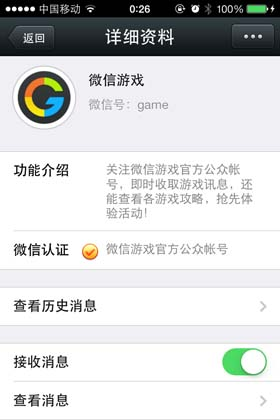 中国移动 0:26 100%
返回 详细资料
微信游戏
微信号：game
功能介绍 关注微信游戏官方公众帐
号，即时收取游戏讯息，还
能查看各游戏攻略，抢先体
验活动！
微信认证 微信游戏官方公众帐号
查看历史消息
接收消息
查看消息